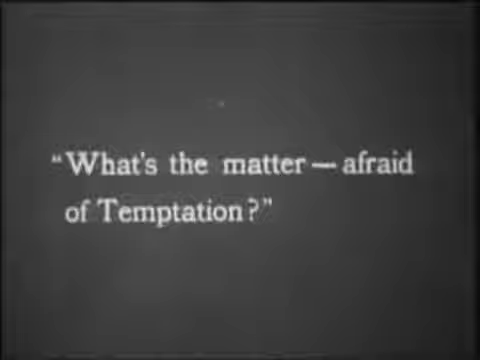 “What's the matter — afraid
of Temptation?”